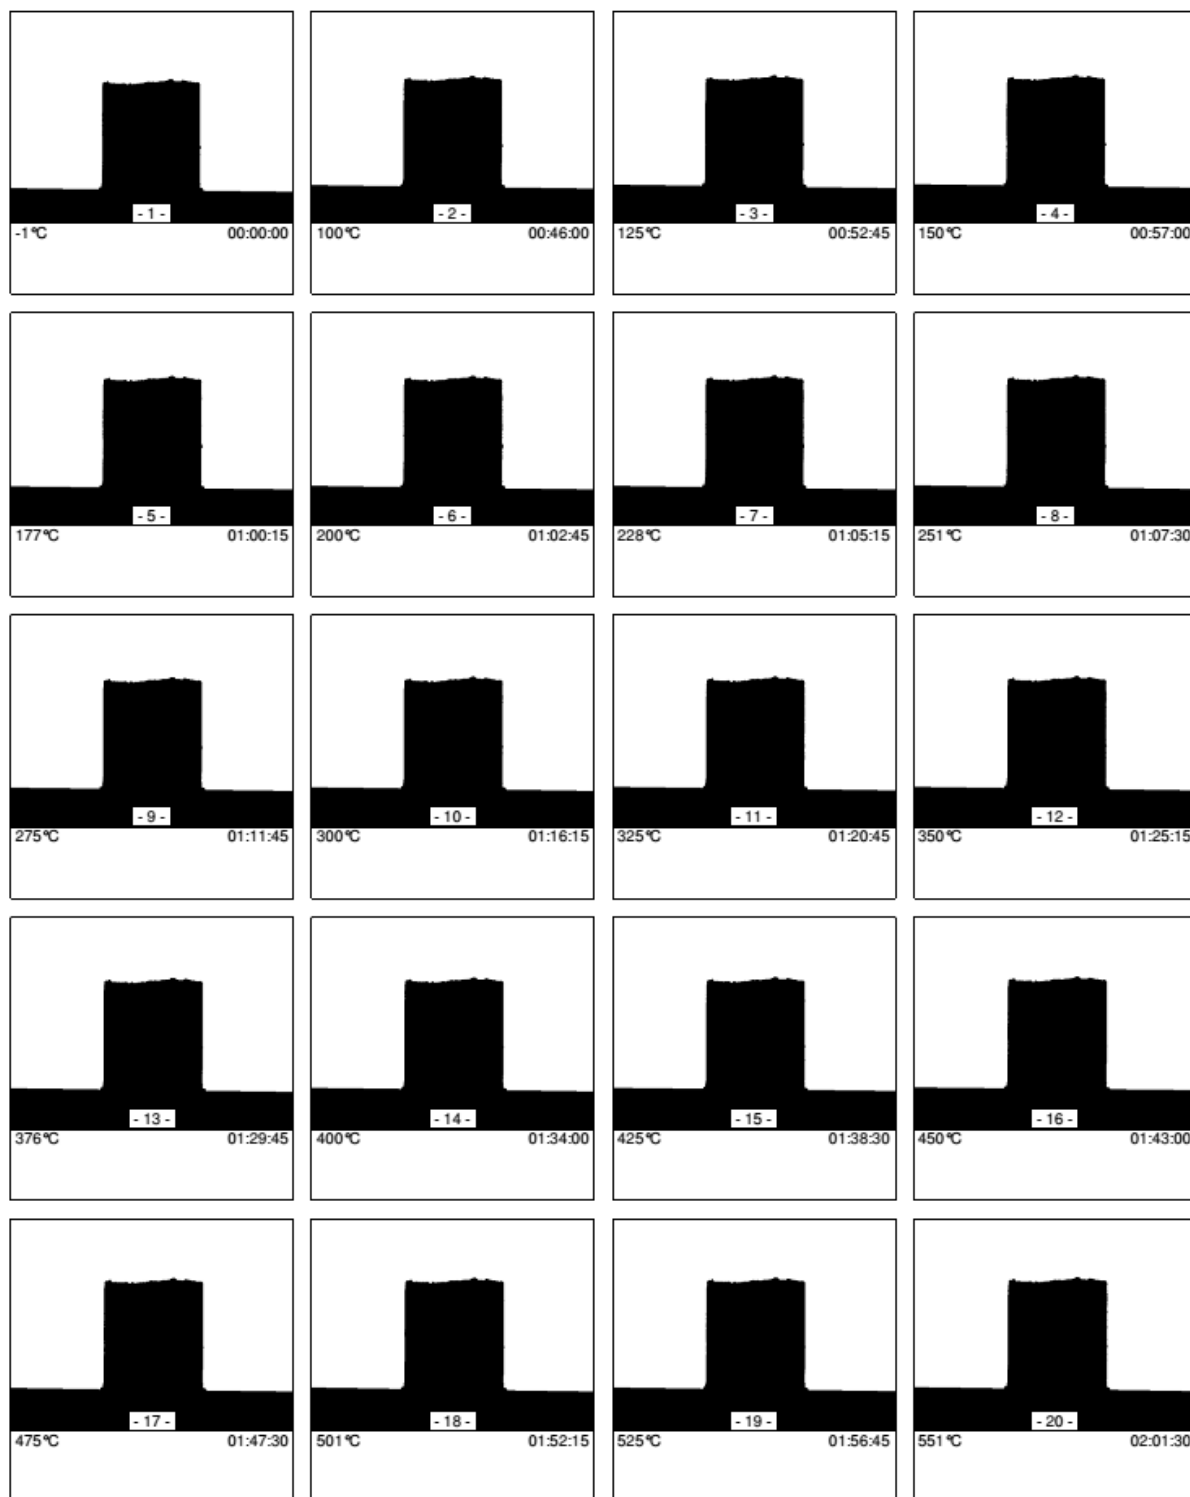 - 1 -
-1°C 00:00:00
- 2 -
100°C 00:46:00
- 3 -
125°C 00:52:45
- 4 -
150°C 00:57:00
- 5 -
177°C 01:00:15
- 6 -
200°C 01:02:45
- 7 -
228°C 01:05:15
- 8 -
251°C 01:07:30
- 9 -
275°C 01:11:45
- 10 -
300°C 01:16:15
- 11 -
325°C 01:20:45
- 12 -
350°C 01:25:15
- 13 -
376°C 01:29:45
- 14 -
400°C 01:34:00
- 15 -
425°C 01:38:30
- 16 -
450°C 01:43:00
- 17 -
475°C 01:47:30
- 18 -
501°C 01:52:15
- 19 -
525°C 01:56:45
- 20 -
551°C 02:01:30